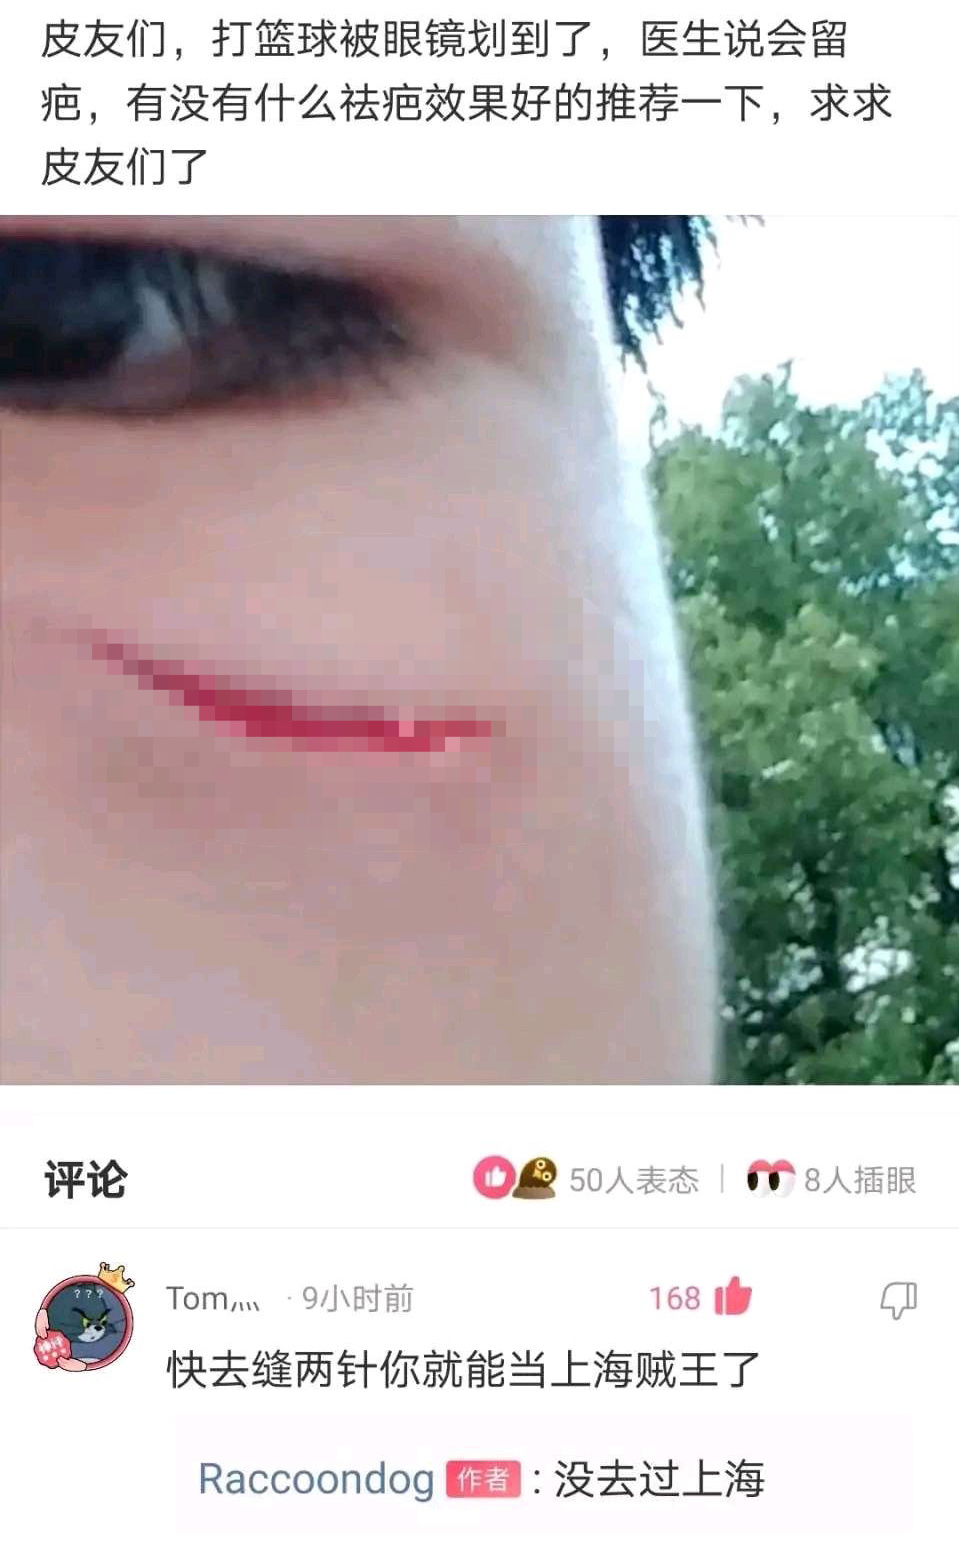 皮友们，打篮球被眼镜划到了，医生说会留
疤，有没有什么祛疤效果好的推荐一下，求求
皮友们了
评论
50人表态
8人插眼
???
Tom灬 · 9小时前
168
快去缝两针你就能当上海贼王了
Raccoondog 作者：没去过上海